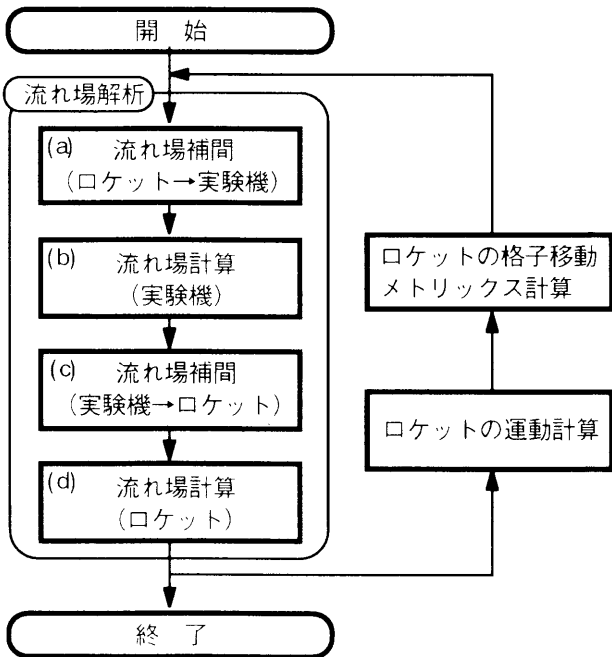 開 始
流れ場解析
(a) 流れ場補間
(ロケット→実験機)
(b) 流れ場計算
(実験機)
(c) 流れ場補間
(実験機→ロケット)
(d) 流れ場計算
(ロケット)
終 了
ロケットの格子移動
メトリックス計算
ロケットの運動計算